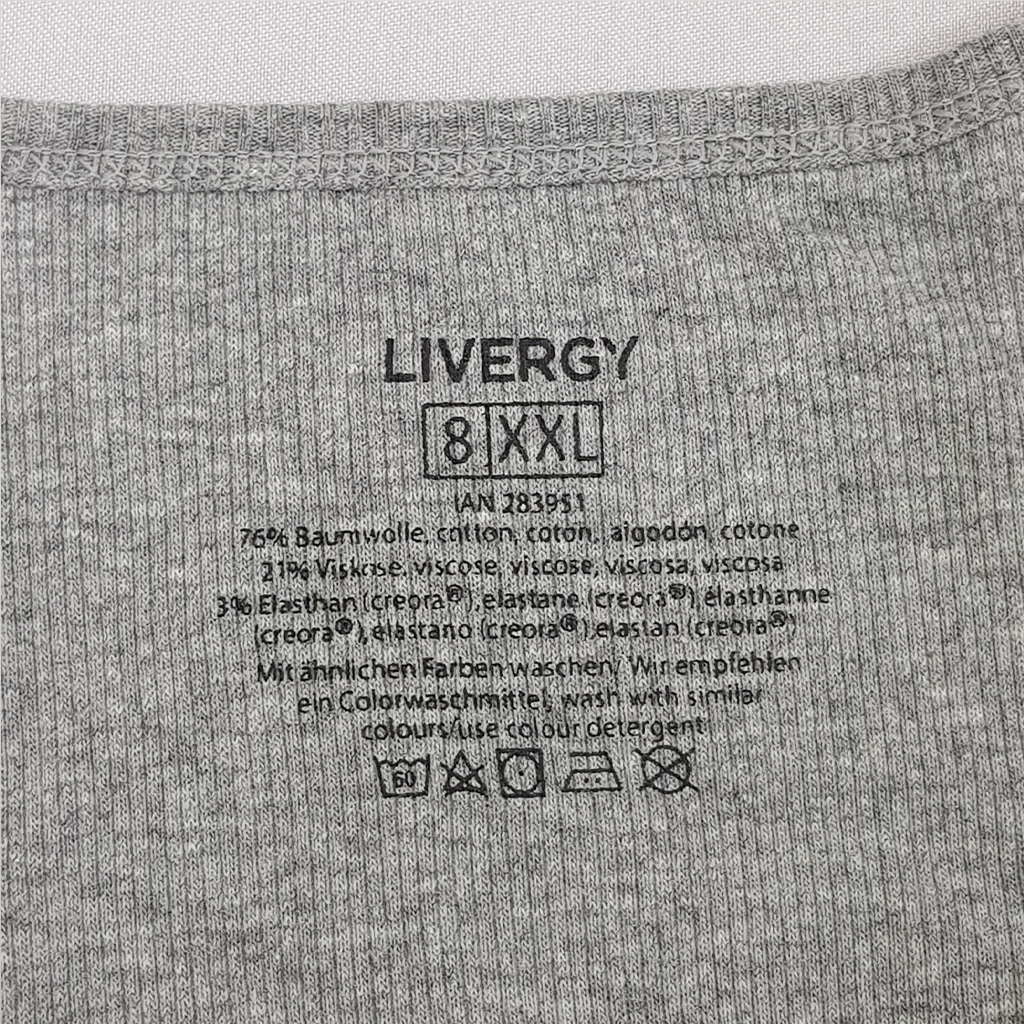 LIVERGY
8 XXL
IAN 283951
76% Baumwolle, cotton, coton, algodón, cotone
21% Viskose, viscose, viscose, viscosa, viscosa
3% Elasthan (creora®), elastane (creora®), élasthanne
(creora®), elastano (creora®), elastan (creora®)
Mit ähnlichen Farben waschen/ Wir empfehlen
ein Colorwaschmittel, wash with similar
colours/use colour detergent
60